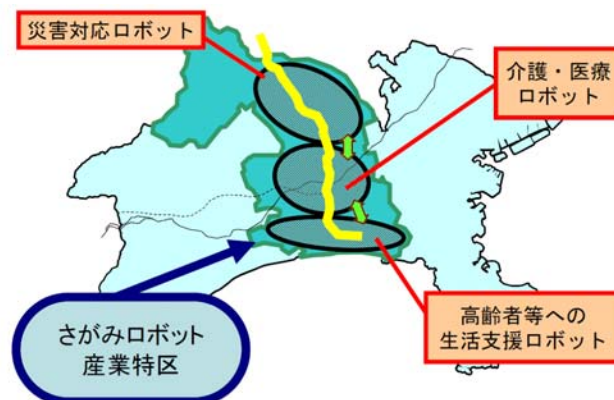 災害対応ロボット
介護・医療
ロボット
さがみロボット
産業特区
高齢者等への
生活支援ロボット